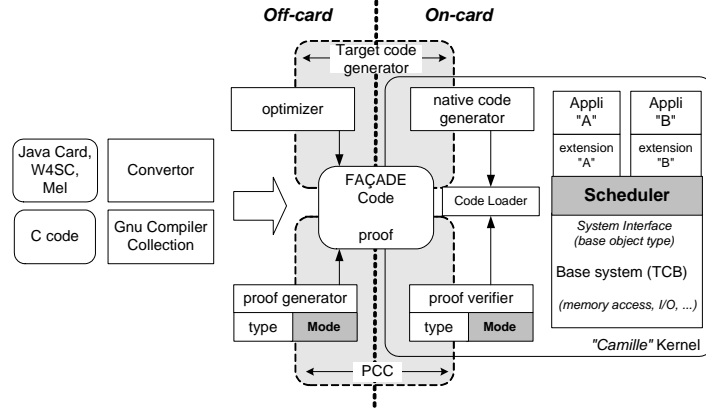 Off-card
On-card
Target code
generator
optimizer
native code
generator
Appli
"A"
Appli
"B"
extension
"A"
extension
"B"
Java Card,
W4SC,
Mel
Convertor
C code
Gnu Compiler
Collection
FAÇADE
Code
proof
Code Loader
Scheduler
System Interface
(base object type)
Base system (TCB)
(memory access, I/O, ...)
proof generator
type
Mode
proof verifier
type
Mode
"Camille" Kernel
PCC